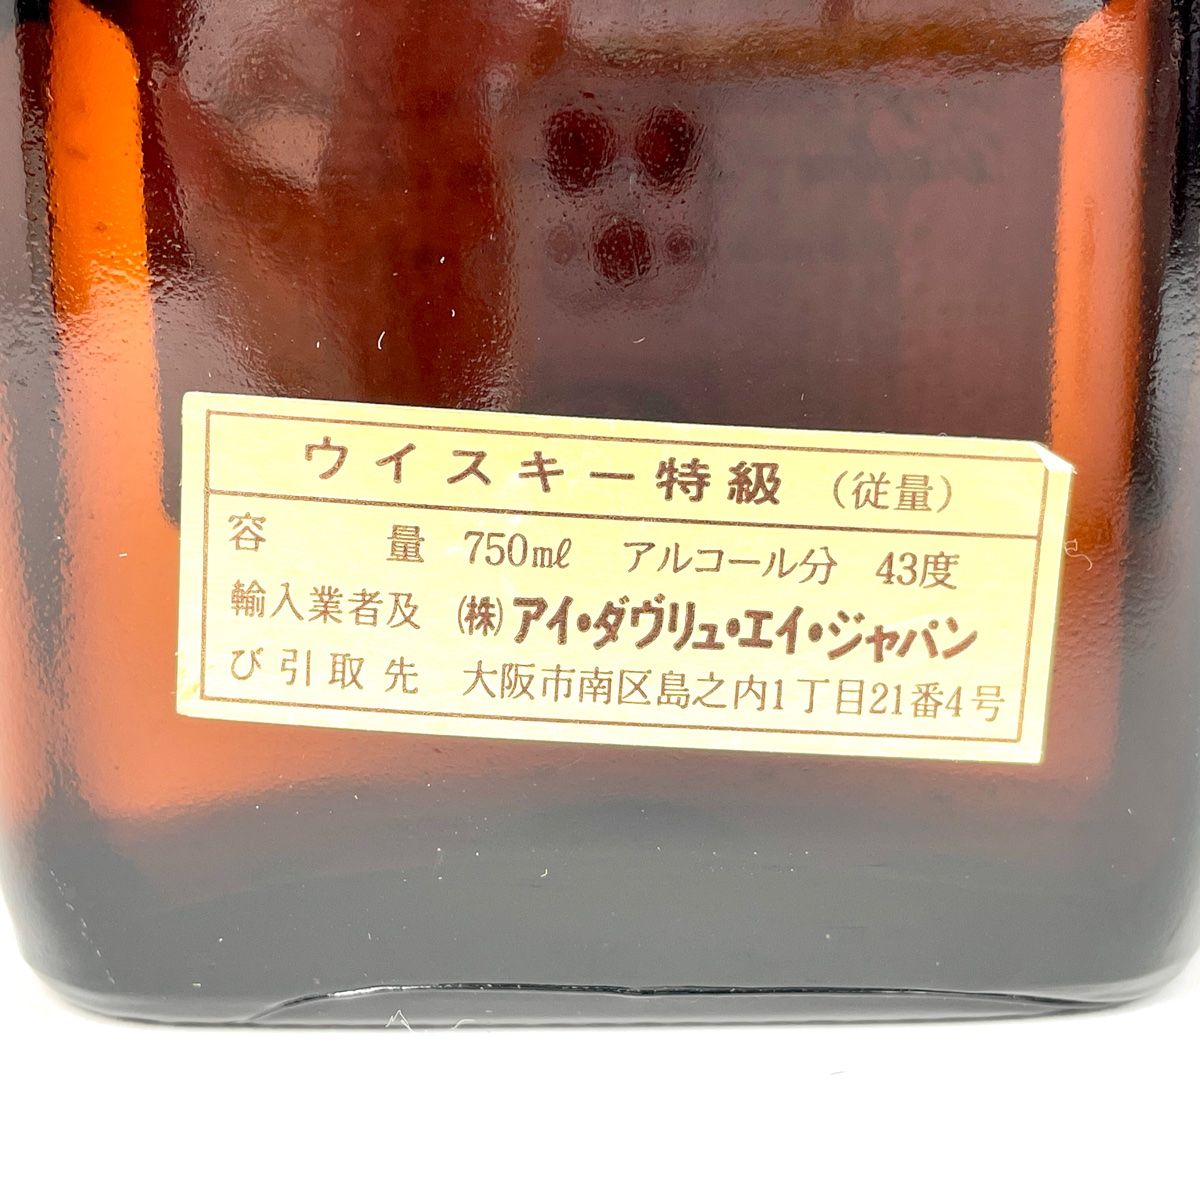 ウイスキー特級 (従量)
容量 750ml アルコール分 43度
輸入業者及 (株)アイ・ダヴリュ・エイ・ジャパン
び引取先 大阪市南区島之内1丁目21番4号